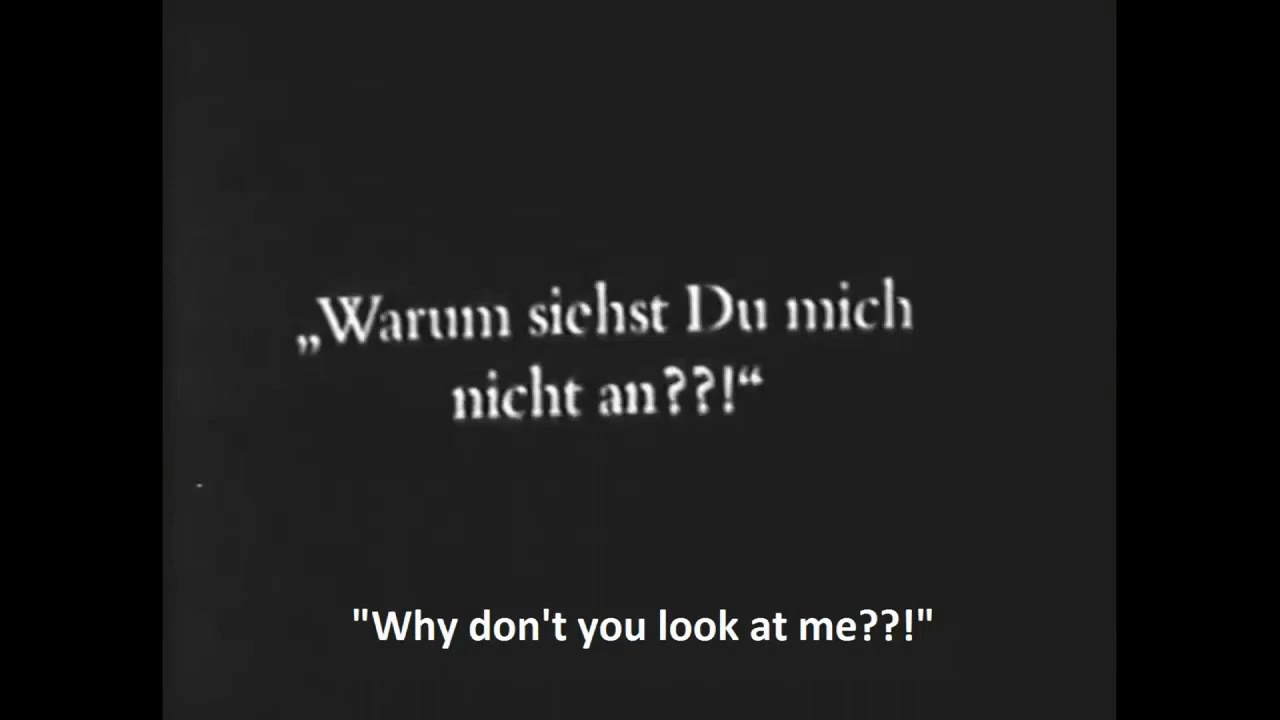 „Warum siehst Du mich
nicht an??!“
"Why don't you look at me??!"